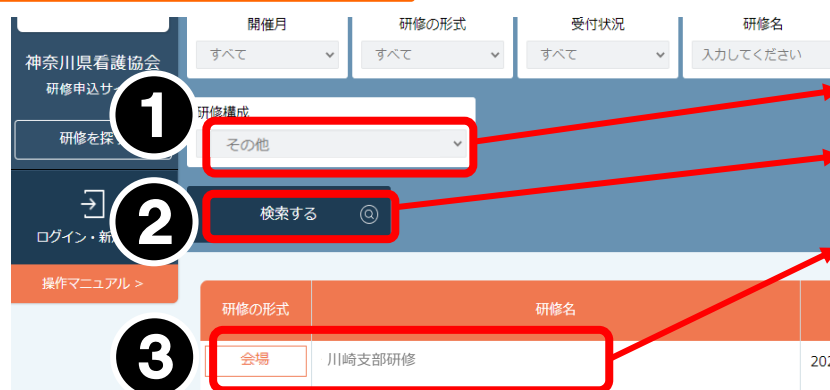 開催月 研修の形式 受付状況 研修名
すべて すべて すべて 入力してください
神奈川県看護協会
研修申込サ
研修を探す
研修構成
その他
1
検索する
2
ログイン・新
操作マニュアル >
研修の形式 研修名
3
会場 川崎支部研修 202